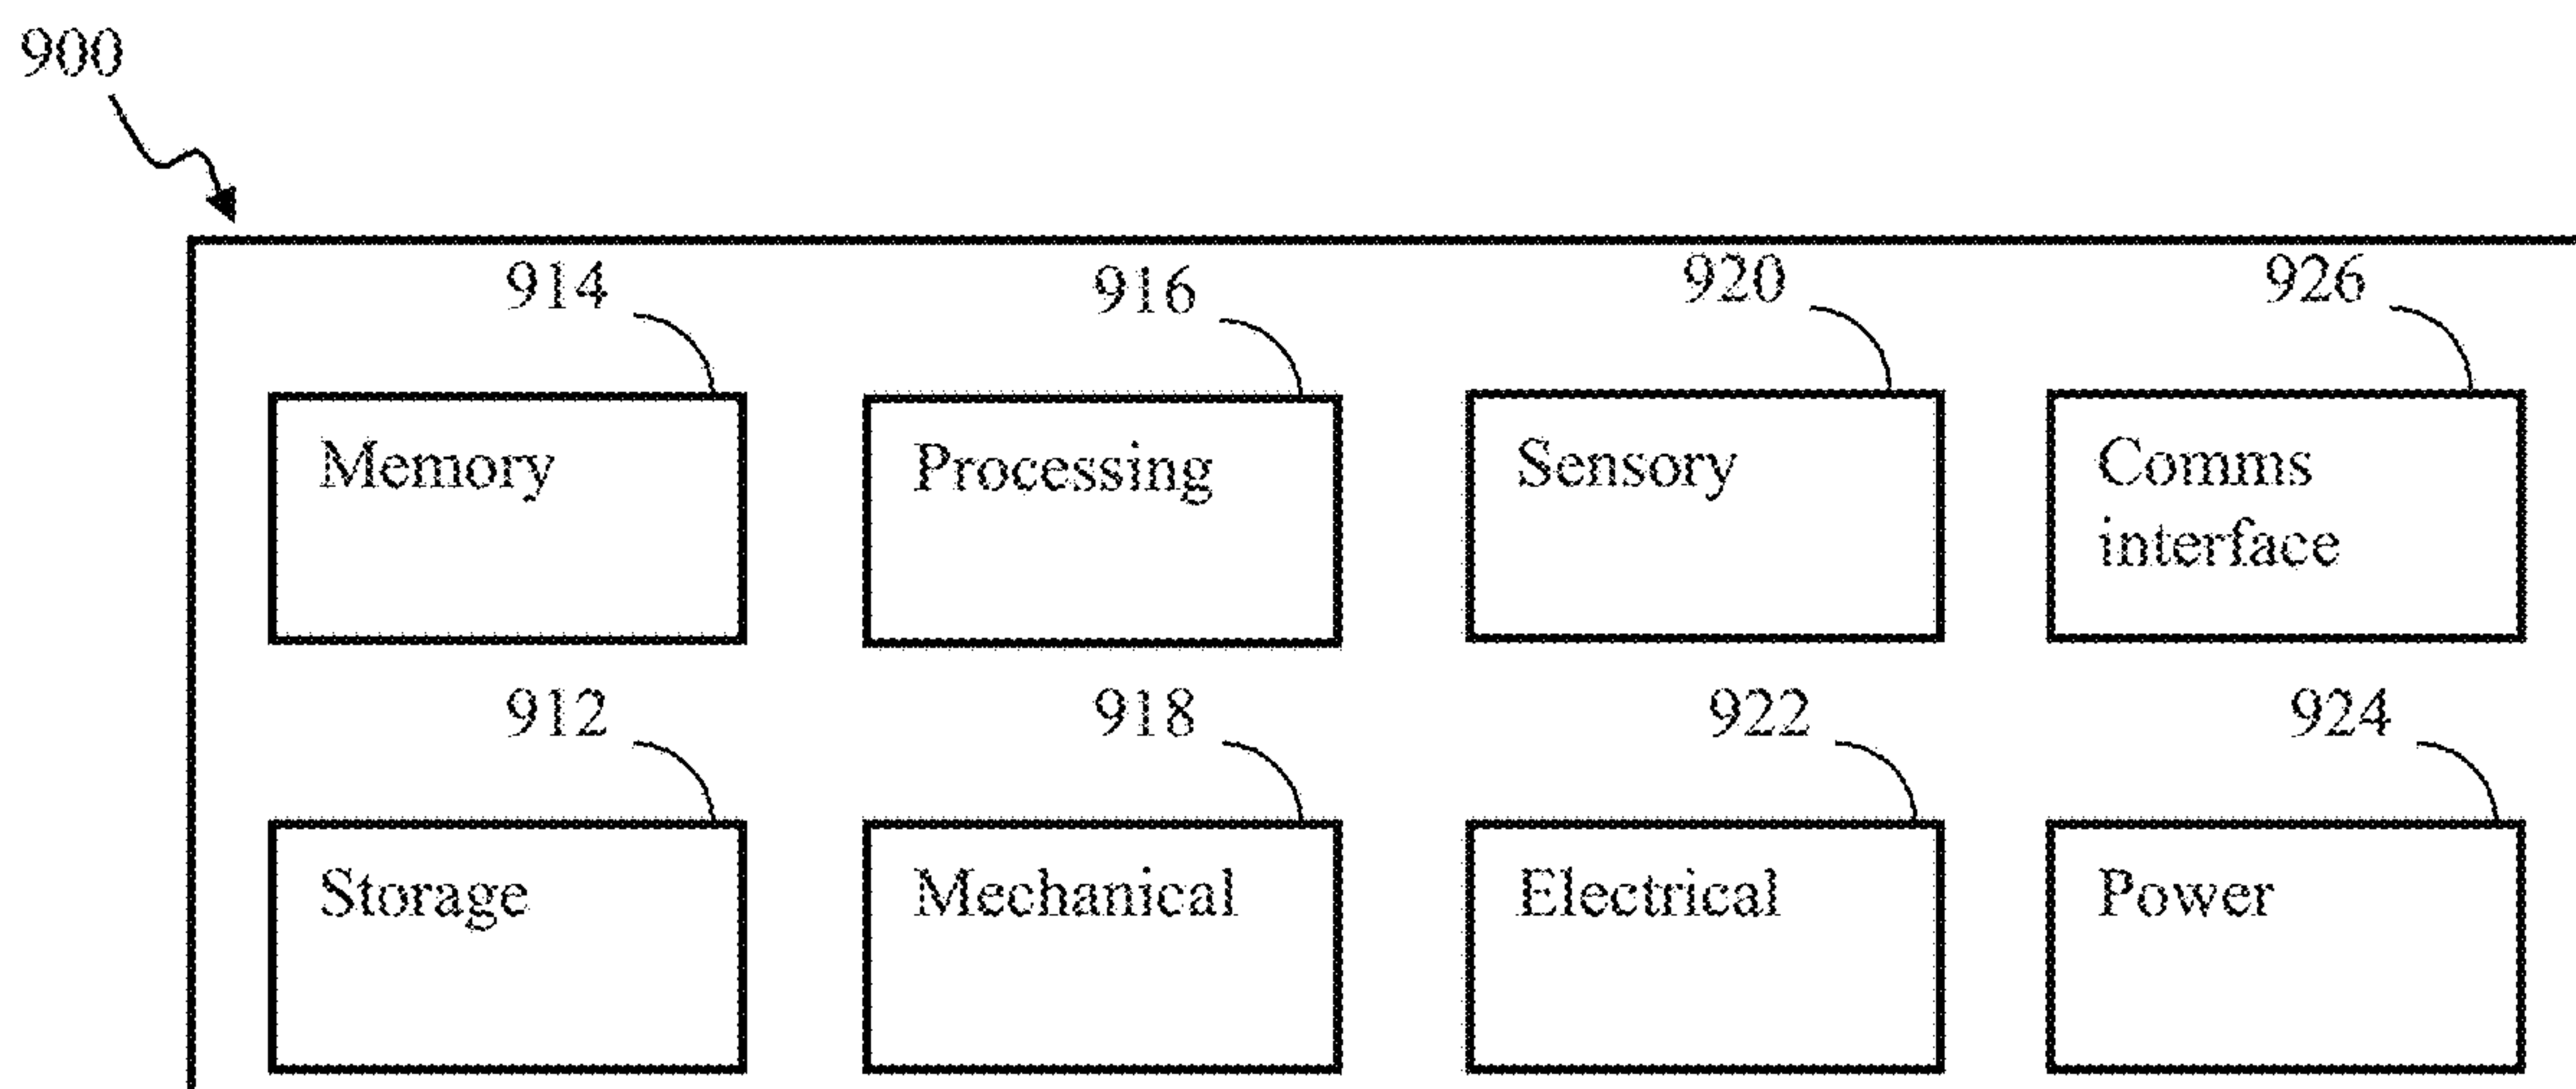 900
914
916
920
926
Memory
Processing
Sensory
Comms
interface
912
918
922
924
Storage
Mechanical
Electrical
Power